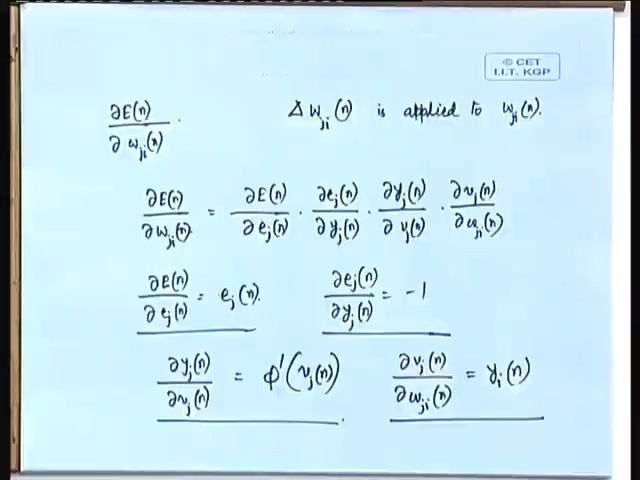 © CET
I.I.T. KGP
∂E(n)/∂w_ji(n) . Δw_ji(n) is applied to w_ji(n).
∂E(n)/∂w_ji(n) = ∂E(n)/∂e_j(n) · ∂e_j(n)/∂y_j(n) · ∂y_j(n)/∂v_j(n) · ∂v_j(n)/∂w_ji(n)
∂E(n)/∂e_j(n) = e_j(n). ∂e_j(n)/∂y_j(n) = -1
∂y_j(n)/∂v_j(n) = φ'(v_j(n)) . ∂v_j(n)/∂w_ji(n) = y_i(n)